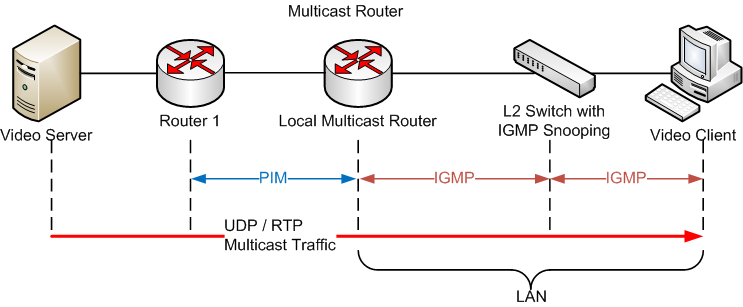 Multicast Router
Video Server
Router 1
Local Multicast Router
L2 Switch with
IGMP Snooping
Video Client
PIM
IGMP
IGMP
UDP / RTP
Multicast Traffic
LAN